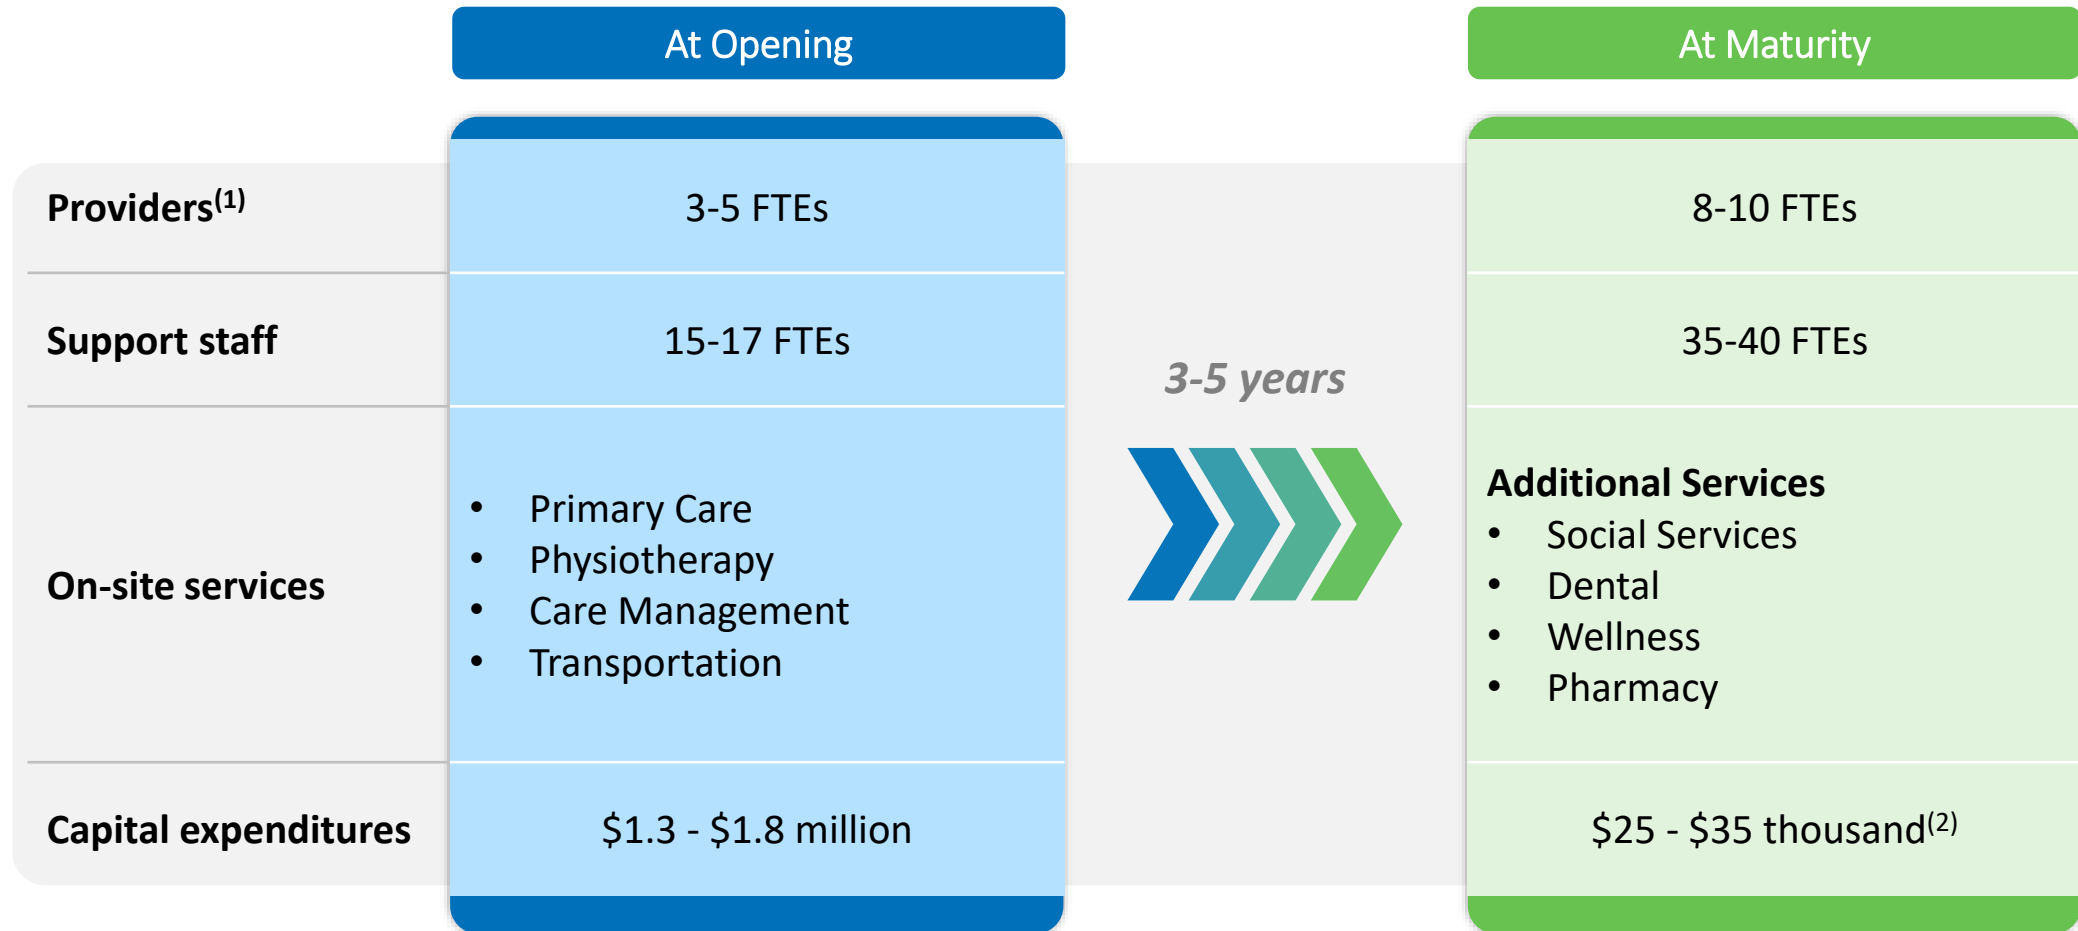 At Opening
At Maturity
Providers(1)
3-5 FTEs
8-10 FTEs
Support staff
15-17 FTEs
35-40 FTEs
3-5 years
On-site services
• Primary Care
• Physiotherapy
• Care Management
• Transportation
Additional Services
• Social Services
• Dental
• Wellness
• Pharmacy
Capital expenditures
$1.3 - $1.8 million
$25 - $35 thousand(2)